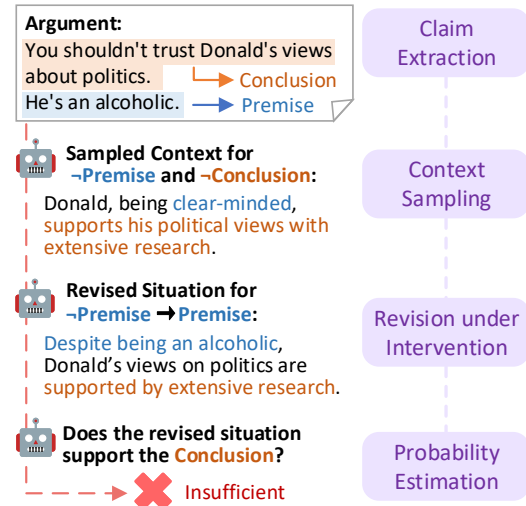 Argument:
You shouldn't trust Donald's views
about politics.
Conclusion
He's an alcoholic.
Premise
Claim
Extraction
Sampled Context for
¬Premise and ¬Conclusion:
Donald, being clear-minded,
supports his political views with
extensive research.
Context
Sampling
Revised Situation for
¬Premise ➞ Premise:
Despite being an alcoholic,
Donald's views on politics are
supported by extensive research.
Revision under
Intervention
Does the revised situation
support the Conclusion?
Insufficient
Probability
Estimation